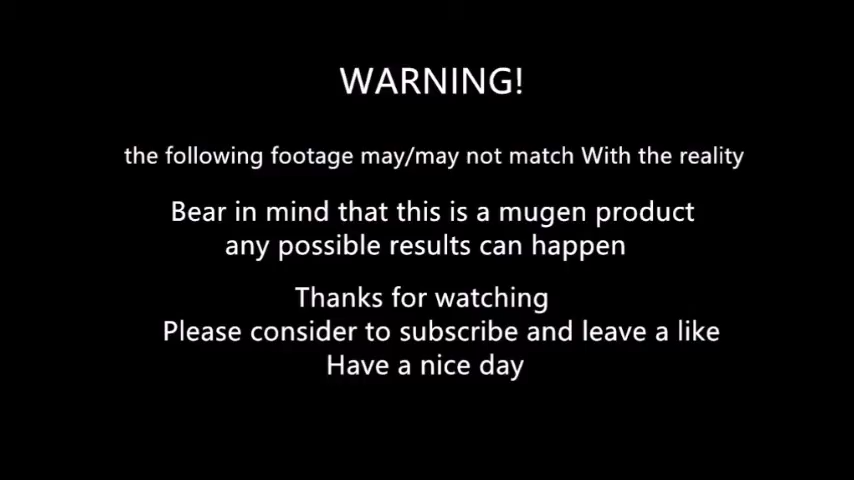 WARNING!
the following footage may/may not match With the reality
Bear in mind that this is a mugen product
any possible results can happen
Thanks for watching
Please consider to subscribe and leave a like
Have a nice day